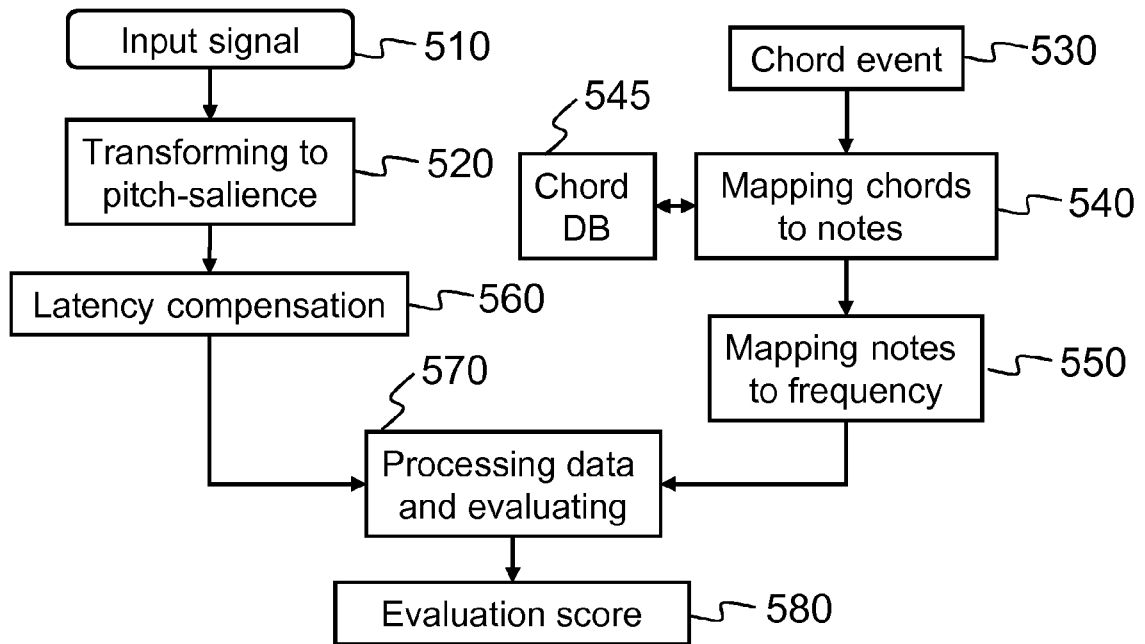 Input signal
510
Transforming to
pitch-salience
520
Latency compensation
560
Chord event
530
545
Chord
DB
Mapping chords
to notes
540
Mapping notes
to frequency
550
570
Processing data
and evaluating
Evaluation score
580